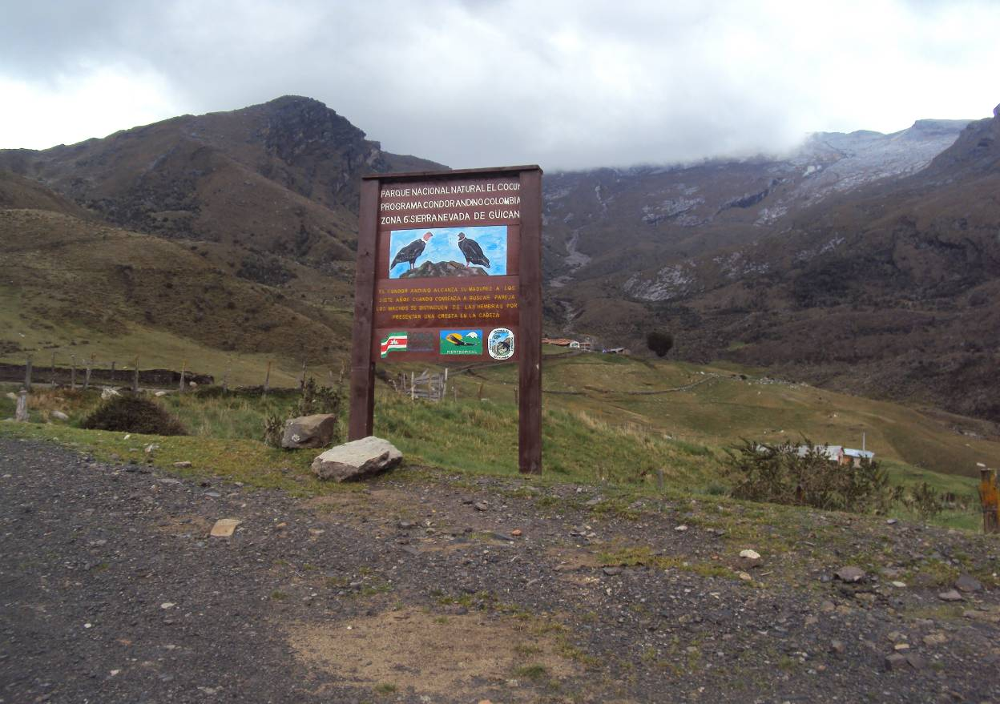 PARQUE NACIONAL NATURAL EL COCUY
PROGRAMA CONDOR ANDINO COLOMBIA
ZONA 6: SIERRA NEVADA DE GÜICAN
EL CONDOR ANDINO ALCANZA SU MADUREZ A LOS
SIETE AÑOS CUANDO COMIENZA A BUSCAR PAREJA
LOS MACHOS SE DISTINGUEN DE LAS HEMBRAS POR
PRESENTAR UNA CRESTA EN LA CABEZA
NEOTROPICAL